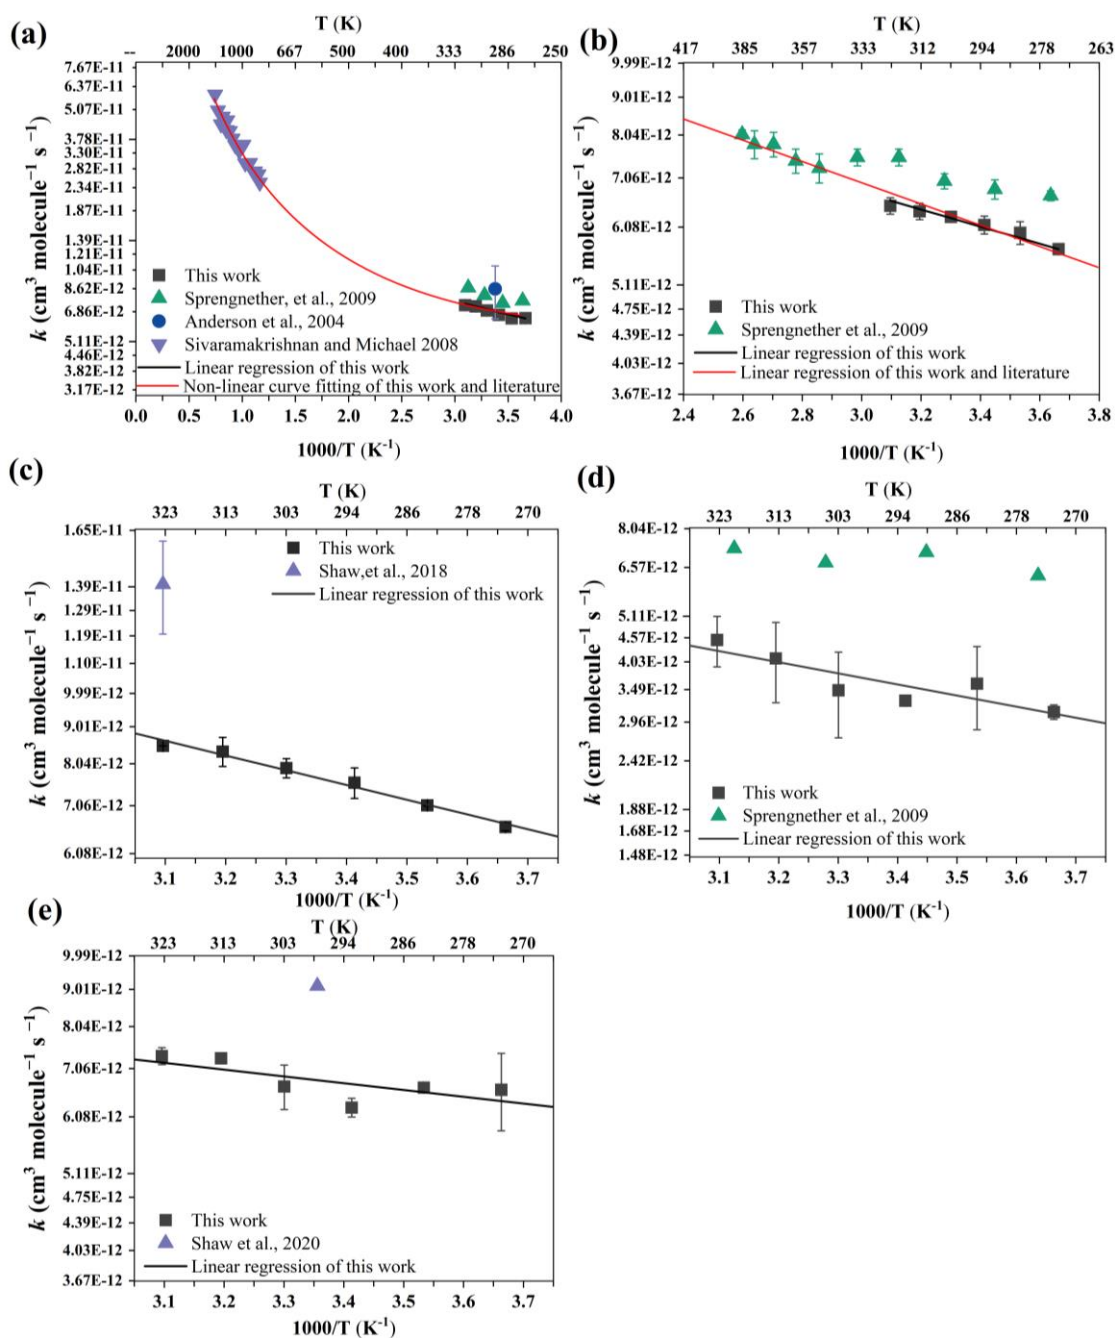 (a)
T (K)
-- 2000 1000 667 500 400 333 286 250
7.67E-11
6.37E-11
5.07E-11
3.78E-11
3.30E-11
2.82E-11
2.34E-11
1.87E-11
1.39E-11
1.21E-11
1.04E-11
8.62E-12
6.86E-12
5.11E-12
4.46E-12
3.82E-12
3.17E-12
k (cm³ molecule⁻¹ s⁻¹)
This work
Sprengnether, et al., 2009
Anderson et al., 2004
Sivaramakrishnan and Michael 2008
Linear regression of this work
Non-linear curve fitting of this work and literature
0.0 0.5 1.0 1.5 2.0 2.5 3.0 3.5 4.0
1000/T (K⁻¹)
(b)
T (K)
417 385 357 333 312 294 278 263
9.99E-12
9.01E-12
8.04E-12
7.06E-12
6.08E-12
5.11E-12
4.75E-12
4.39E-12
4.03E-12
3.67E-12
k (cm³ molecule⁻¹ s⁻¹)
This work
Sprengnether et al., 2009
Linear regression of this work
Linear regression of this work and literature
2.4 2.6 2.8 3.0 3.2 3.4 3.6 3.8
1000/T (K⁻¹)
(c)
T (K)
323 313 303 294 286 278 270
1.65E-11
1.39E-11
1.29E-11
1.19E-11
1.10E-11
9.99E-12
9.01E-12
8.04E-12
7.06E-12
6.08E-12
k (cm³ molecule⁻¹ s⁻¹)
This work
Shaw,et al., 2018
Linear regression of this work
3.1 3.2 3.3 3.4 3.5 3.6 3.7
1000/T (K⁻¹)
(d)
T (K)
323 313 303 294 286 278 270
8.04E-12
6.57E-12
5.11E-12
4.57E-12
4.03E-12
3.49E-12
2.96E-12
2.42E-12
1.88E-12
1.68E-12
1.48E-12
k (cm³ molecule⁻¹ s⁻¹)
This work
Sprengnether et al., 2009
Linear regression of this work
3.1 3.2 3.3 3.4 3.5 3.6 3.7
1000/T (K⁻¹)
(e)
T (K)
323 313 303 294 286 278 270
9.99E-12
9.01E-12
8.04E-12
7.06E-12
6.08E-12
5.11E-12
4.75E-12
4.39E-12
4.03E-12
3.67E-12
k (cm³ molecule⁻¹ s⁻¹)
This work
Shaw et al., 2020
Linear regression of this work
3.1 3.2 3.3 3.4 3.5 3.6 3.7
1000/T (K⁻¹)